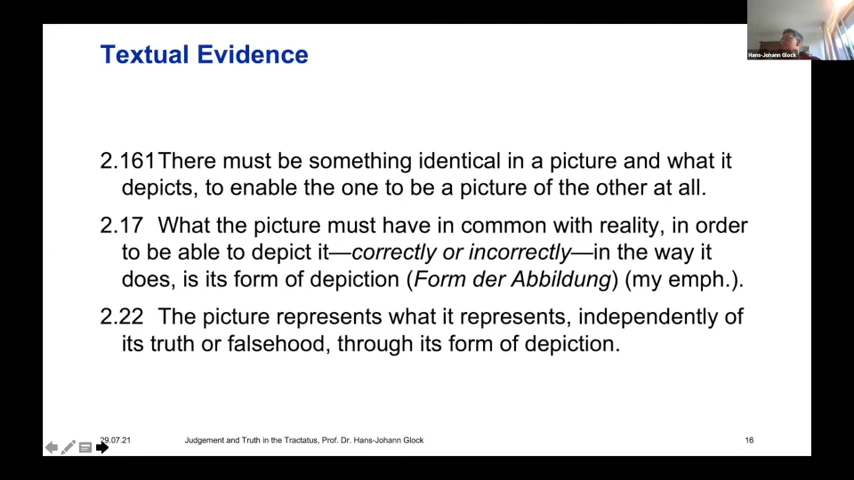 Textual Evidence
Hans-Johann Glock
2.161 There must be something identical in a picture and what it
depicts, to enable the one to be a picture of the other at all.
2.17 What the picture must have in common with reality, in order
to be able to depict it—correctly or incorrectly—in the way it
does, is its form of depiction (Form der Abbildung) (my emph.).
2.22 The picture represents what it represents, independently of
its truth or falsehood, through its form of depiction.
29.07.21
Judgement and Truth in the Tractatus, Prof. Dr. Hans-Johann Glock
16